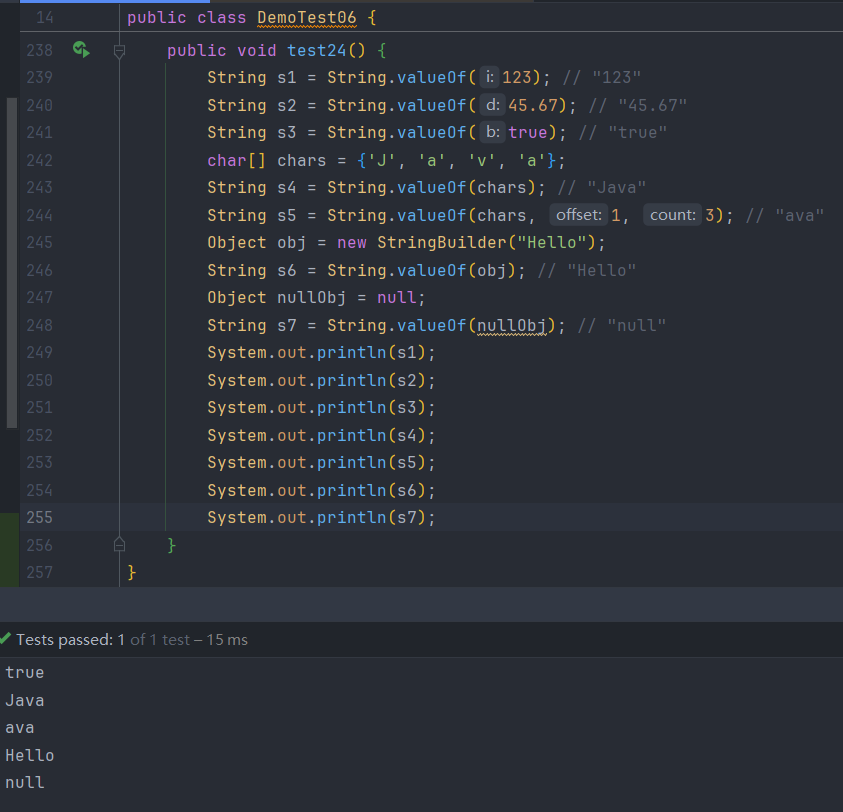 14 public class DemoTest06 {
238 public void test24() {
239 String s1 = String.valueOf( i: 123); // "123"
240 String s2 = String.valueOf( d: 45.67); // "45.67"
241 String s3 = String.valueOf( b: true); // "true"
242 char[] chars = {'J', 'a', 'v', 'a'};
243 String s4 = String.valueOf(chars); // "Java"
244 String s5 = String.valueOf(chars, offset: 1, count: 3); // "ava"
245 Object obj = new StringBuilder("Hello");
246 String s6 = String.valueOf(obj); // "Hello"
247 Object nullObj = null;
248 String s7 = String.valueOf(nullObj); // "null"
249 System.out.println(s1);
250 System.out.println(s2);
251 System.out.println(s3);
252 System.out.println(s4);
253 System.out.println(s5);
254 System.out.println(s6);
255 System.out.println(s7);
256 }
257 }
Tests passed: 1 of 1 test – 15 ms
true
Java
ava
Hello
null